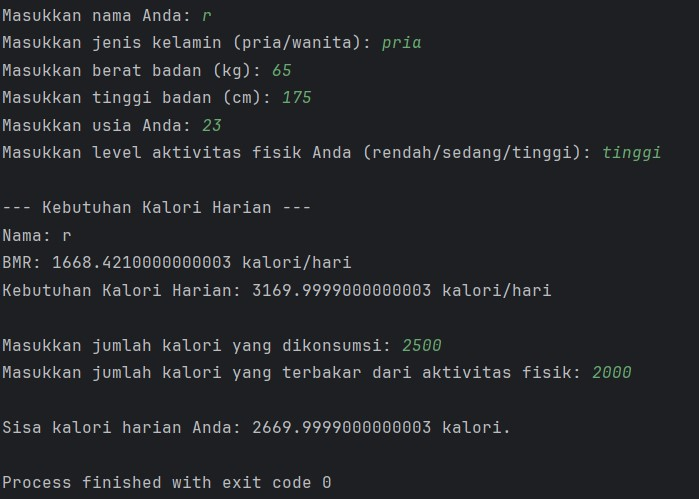 Masukkan nama Anda: r
Masukkan jenis kelamin (pria/wanita): pria
Masukkan berat badan (kg): 65
Masukkan tinggi badan (cm): 175
Masukkan usia Anda: 23
Masukkan level aktivitas fisik Anda (rendah/sedang/tinggi): tinggi
--- Kebutuhan Kalori Harian ---
Nama: r
BMR: 1668.4210000000003 kalori/hari
Kebutuhan Kalori Harian: 3169.9999000000003 kalori/hari
Masukkan jumlah kalori yang dikonsumsi: 2500
Masukkan jumlah kalori yang terbakar dari aktivitas fisik: 2000
Sisa kalori harian Anda: 2669.9999000000003 kalori.
Process finished with exit code 0